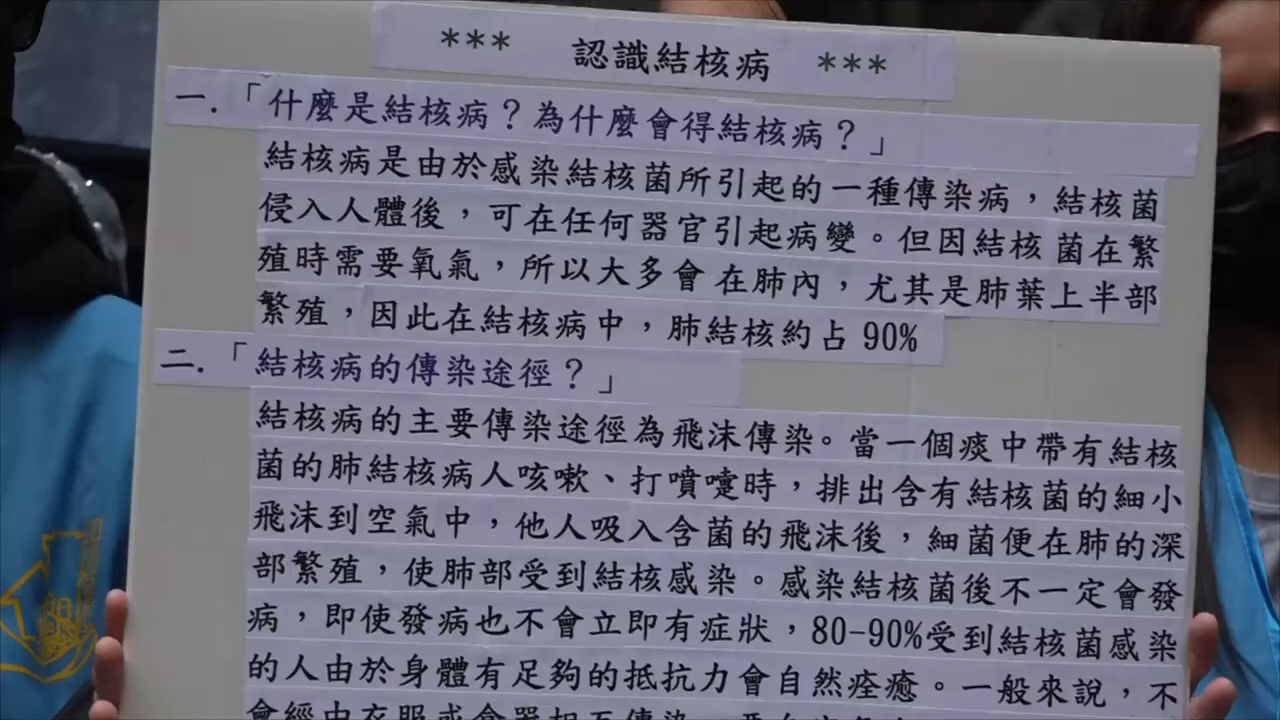 *** 認識結核病 ***
一.「什麼是結核病？為什麼會得結核病？」
結核病是由於感染結核菌所引起的一種傳染病，結核菌
侵入人體後，可在任何器官引起病變。但因結核菌在繁
殖時需要氧氣，所以大多會在肺內，尤其是肺葉上半部
繁殖，因此在結核病中，肺結核約占90%
二.「結核病的傳染途徑？」
結核病的主要傳染途徑為飛沫傳染。當一個痰中帶有結核
菌的肺結核病人咳嗽、打噴嚏時，排出含有結核菌的細小
飛沫到空氣中，他人吸入含菌的飛沫後，細菌便在肺的深
部繁殖，使肺部受到結核感染。感染結核菌後不一定會發
病，即使發病也不會立即有症狀，80-90%受到結核菌感染
的人由於身體有足夠的抵抗力會自然痊癒。一般來說，不
會經由衣服或食器相互傳染